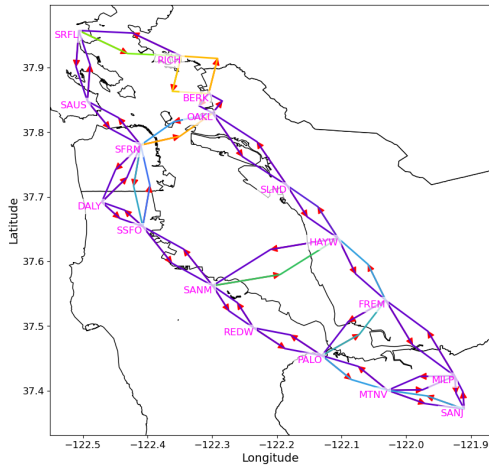 SRFL
RICH
37.9
BERK
SAUS
OAKL
37.8
SFRN
SLND
37.7
DALY
SSFO
HAYW
37.6
SANM
FREM
37.5
REDW
PALO
MILP
37.4
MTNV
SANJ
−122.5 −122.4 −122.3 −122.2 −122.1 −122.0 −121.9
Longitude
Latitude